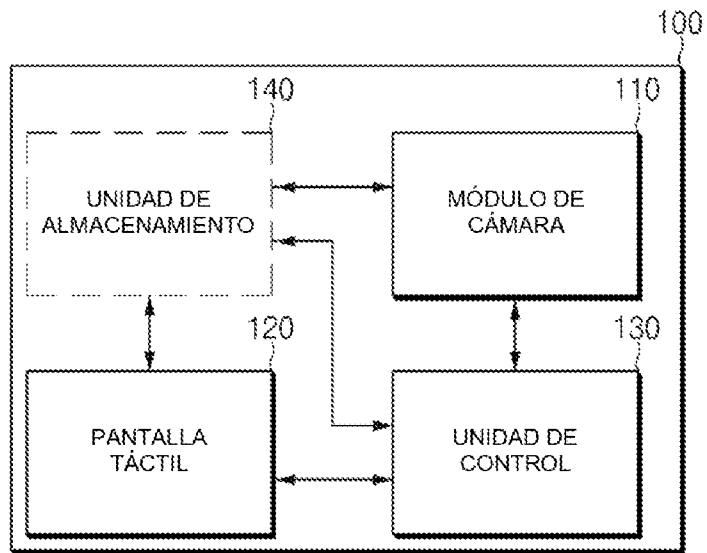 100
140
110
UNIDAD DE
ALMACENAMIENTO
MÓDULO DE
CÁMARA
120
130
PANTALLA
TÁCTIL
UNIDAD DE
CONTROL